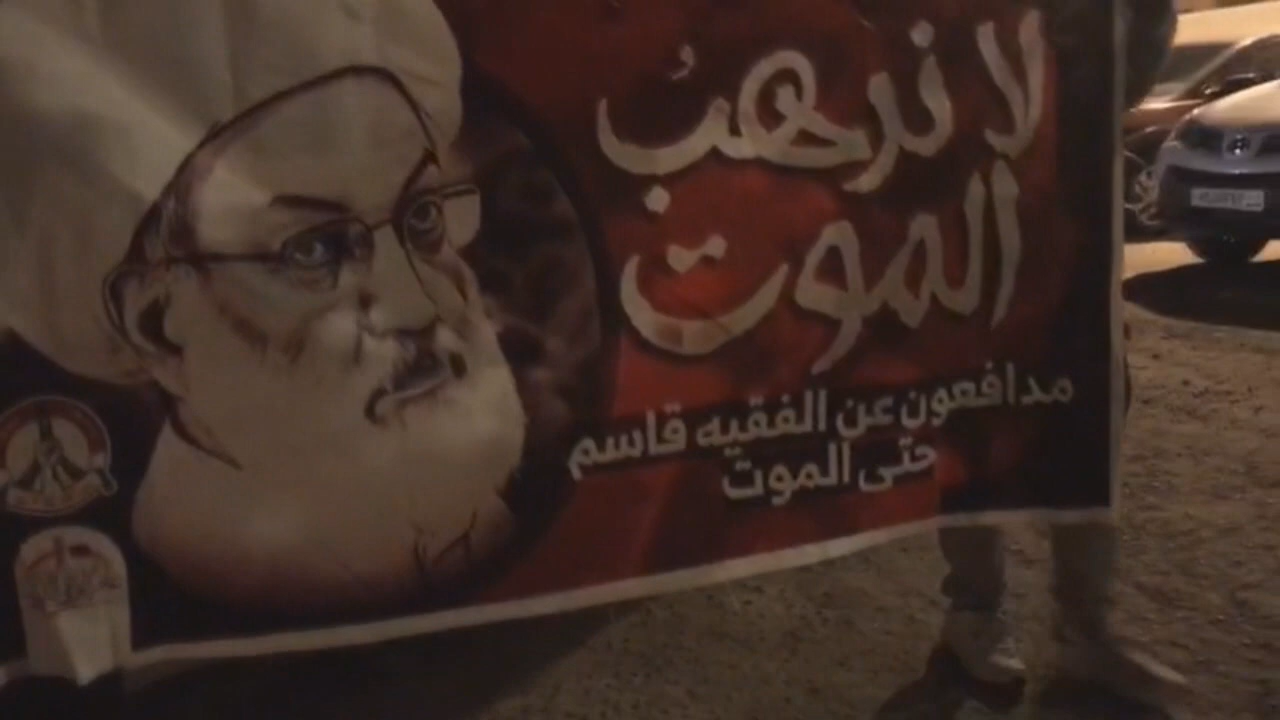 لا نرهبُ
الموت
مدافعون عن الفقيه قاسم
حتى الموت